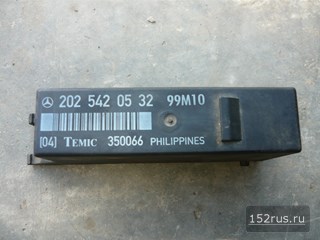 202 542 05 32 99M10
[04] TEMIC 350066 PHILIPPINES
152rus.ru